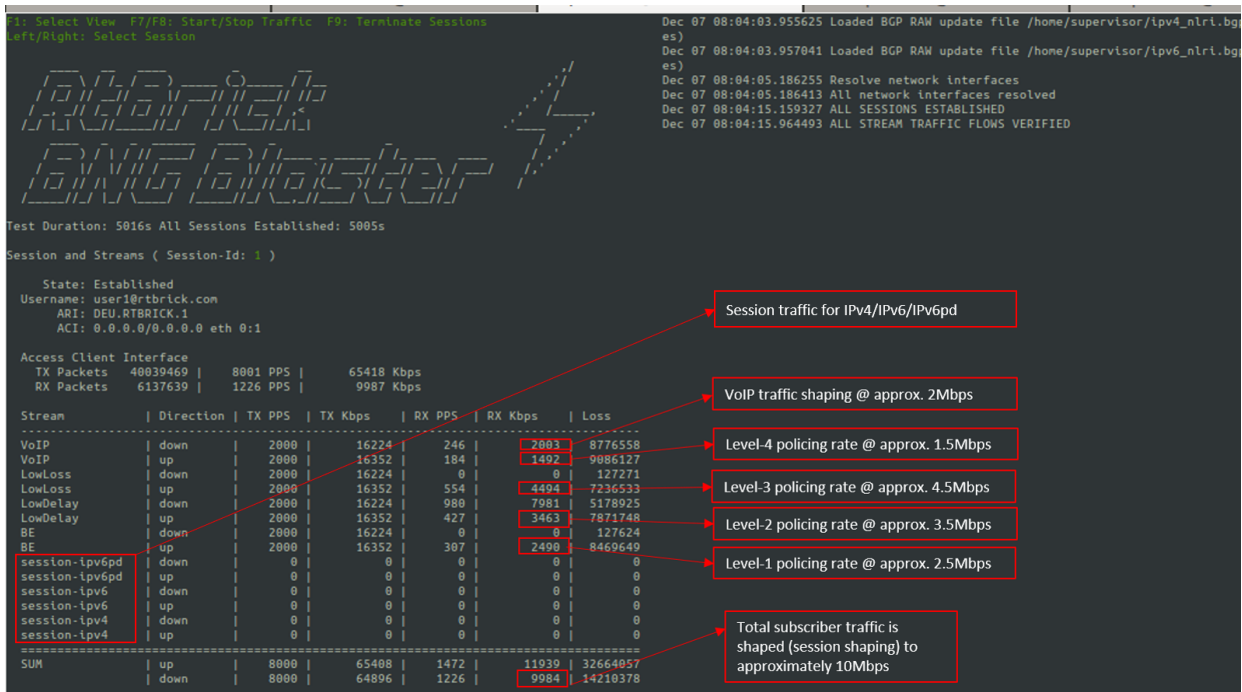 F1: Select View  F7/F8: Start/Stop Traffic  F9: Terminate Sessions
Left/Right: Select Session
RtBrick
BNG Blaster
Test Duration: 5016s All Sessions Established: 5005s
Session and Streams ( Session-Id: 1 )
State: Established
Username: user1@rtbrick.com
ARI: DEU.RTBRICK.1
ACI: 0.0.0.0/0.0.0.0 eth 0:1
Access Client Interface
TX Packets 40039469 | 8001 PPS | 65418 Kbps
RX Packets 6137639 | 1226 PPS | 9987 Kbps
Stream | Direction | TX PPS | TX Kbps | RX PPS | RX Kbps | Loss
VoIP | down | 2000 | 16224 | 246 | 2003 | 8776558
VoIP | up | 2000 | 16352 | 184 | 1492 | 9086127
LowLoss | down | 2000 | 16224 | 0 | 0 | 127271
LowLoss | up | 2000 | 16352 | 554 | 4494 | 7236533
LowDelay | down | 2000 | 16224 | 980 | 7981 | 5178925
LowDelay | up | 2000 | 16352 | 427 | 3463 | 7871748
BE | down | 2000 | 16224 | 0 | 0 | 127624
BE | up | 2000 | 16352 | 307 | 2490 | 8469649
session-ipv6pd | down | 0 | 0 | 0 | 0 | 0
session-ipv6pd | up | 0 | 0 | 0 | 0 | 0
session-ipv6 | down | 0 | 0 | 0 | 0 | 0
session-ipv6 | up | 0 | 0 | 0 | 0 | 0
session-ipv4 | down | 0 | 0 | 0 | 0 | 0
session-ipv4 | up | 0 | 0 | 0 | 0 | 0
SUM | up | 8000 | 65408 | 1472 | 11939 | 32664057
| down | 8000 | 64896 | 1226 | 9984 | 14210378
Dec 07 08:04:03.955625 Loaded BGP RAW update file /home/supervisor/ipv4_nlri.bgp
es)
Dec 07 08:04:03.957041 Loaded BGP RAW update file /home/supervisor/ipv6_nlri.bgp
es)
Dec 07 08:04:05.186255 Resolve network interfaces
Dec 07 08:04:05.186413 All network interfaces resolved
Dec 07 08:04:15.159327 ALL SESSIONS ESTABLISHED
Dec 07 08:04:15.964493 ALL STREAM TRAFFIC FLOWS VERIFIED
Session traffic for IPv4/IPv6/IPv6pd
VoIP traffic shaping @ approx. 2Mbps
Level-4 policing rate @ approx. 1.5Mbps
Level-3 policing rate @ approx. 4.5Mbps
Level-2 policing rate @ approx. 3.5Mbps
Level-1 policing rate @ approx. 2.5Mbps
Total subscriber traffic is
shaped (session shaping) to
approximately 10Mbps